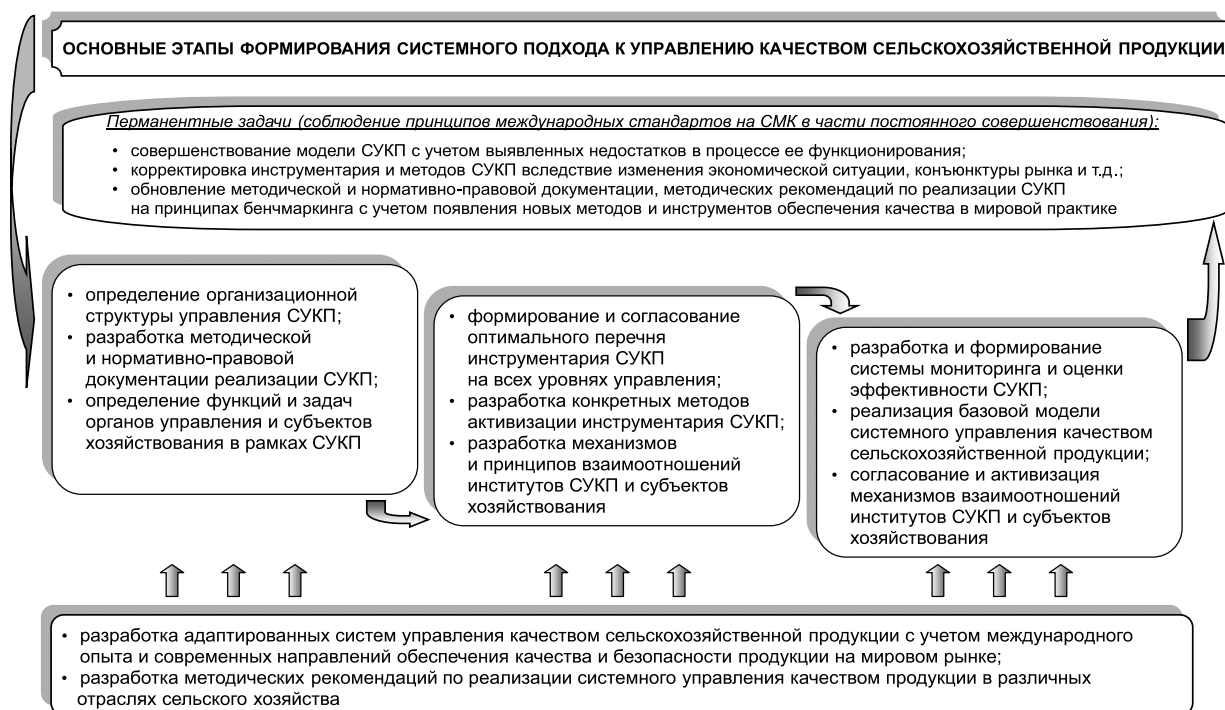 ОСНОВНЫЕ ЭТАПЫ ФОРМИРОВАНИЯ СИСТЕМНОГО ПОДХОДА К УПРАВЛЕНИЮ КАЧЕСТВОМ СЕЛЬСКОХОЗЯЙСТВЕННОЙ ПРОДУКЦИИ
Перманентные задачи (соблюдение принципов международных стандартов на СМК в части постоянного совершенствования):
• совершенствование модели СУКП с учетом выявленных недостатков в процессе ее функционирования;
• корректировка инструментария и методов СУКП вследствие изменения экономической ситуации, конъюнктуры рынка и т.д.;
• обновление методической и нормативно-правовой документации, методических рекомендаций по реализации СУКП
на принципах бенчмаркинга с учетом появления новых методов и инструментов обеспечения качества в мировой практике
• определение организационной
структуры управления СУКП;
• разработка методической
и нормативно-правовой
документации реализации СУКП;
• определение функций и задач
органов управления и субъектов
хозяйствования в рамках СУКП
• формирование и согласование
оптимального перечня
инструментария СУКП
на всех уровнях управления;
• разработка конкретных методов
активизации инструментария СУКП;
• разработка механизмов
и принципов взаимоотношений
институтов СУКП и субъектов
хозяйствования
• разработка и формирование
системы мониторинга и оценки
эффективности СУКП;
• реализация базовой модели
системного управления качеством
сельскохозяйственной продукции;
• согласование и активизация
механизмов взаимоотношений
институтов СУКП и субъектов
хозяйствования
• разработка адаптированных систем управления качеством сельскохозяйственной продукции с учетом международного
опыта и современных направлений обеспечения качества и безопасности продукции на мировом рынке;
• разработка методических рекомендаций по реализации системного управления качеством продукции в различных
отраслях сельского хозяйства